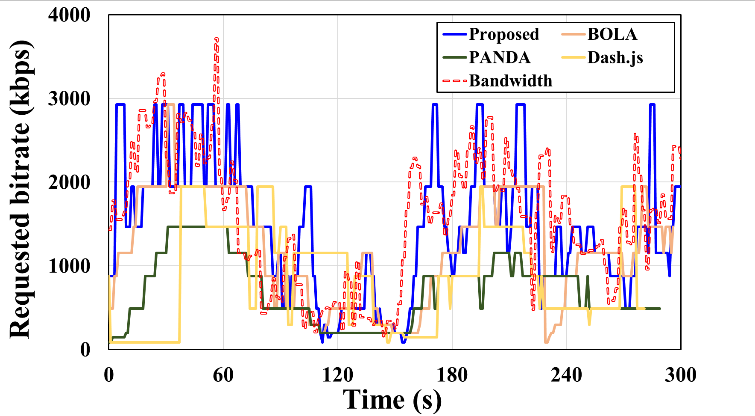 4000
3000
2000
1000
0
Requested bitrate (kbps)
Proposed BOLA
PANDA Dash.js
Bandwidth
0 60 120 180 240 300
Time (s)